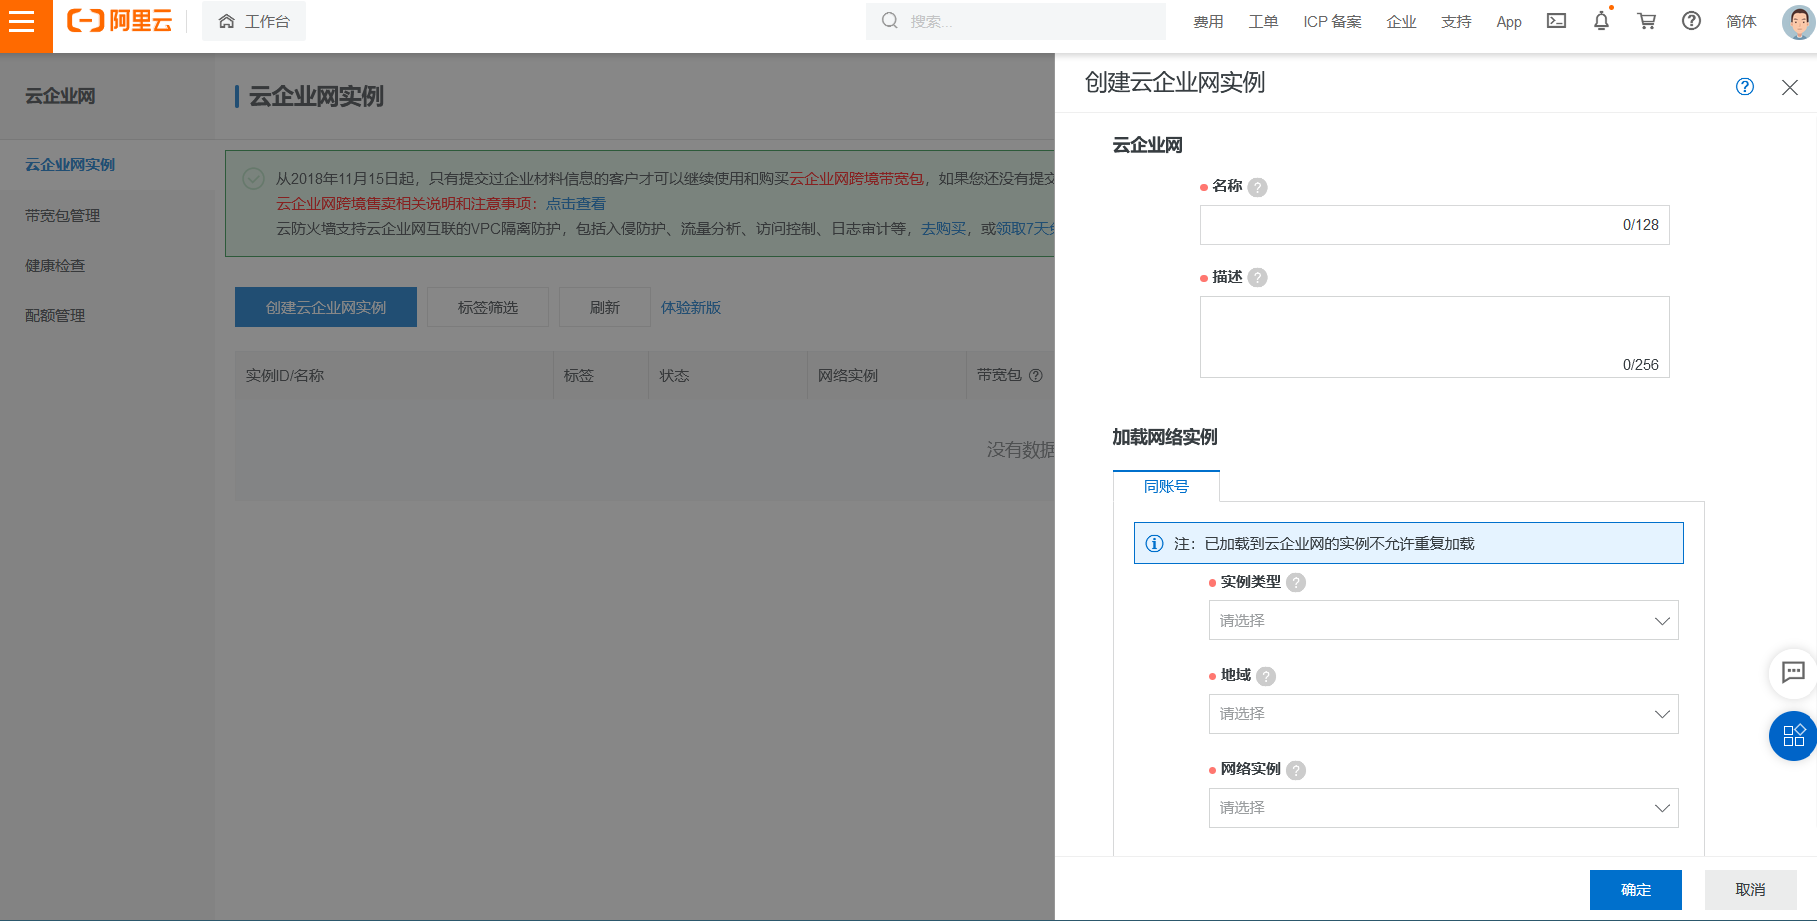 阿里云
工作台
搜索...
费用
工单
ICP 备案
企业
支持
App
简体
云企业网
云企业网实例
带宽包管理
健康检查
配额管理
云企业网实例
从2018年11月15日起，只有提交过企业材料信息的客户才可以继续使用和购买云企业网跨境带宽包，如果您还没有提交
云企业网跨境售卖相关说明和注意事项：点击查看
云防火墙支持云企业网互联的VPC隔离防护，包括入侵防护、流量分析、访问控制、日志审计等，去购买，或领取7天
创建云企业网实例
标签筛选
刷新
体验新版
实例ID/名称
标签
状态
网络实例
带宽包
没有数据
创建云企业网实例
云企业网
名称
0/128
描述
0/256
加载网络实例
同账号
注：已加载到云企业网的实例不允许重复加载
实例类型
请选择
地域
请选择
网络实例
请选择
确定
取消